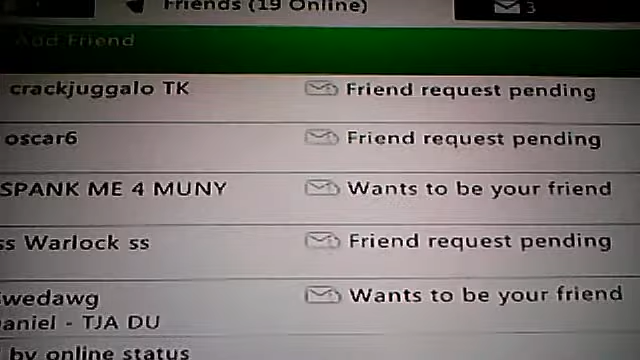 Friends (19 Online)
3
Add Friend
crackjuggalo TK Friend request pending
oscar6 Friend request pending
SPANK ME 4 MUNY Wants to be your friend
ss Warlock ss Friend request pending
wedawg Wants to be your friend
aniel - TJA DU
by online status